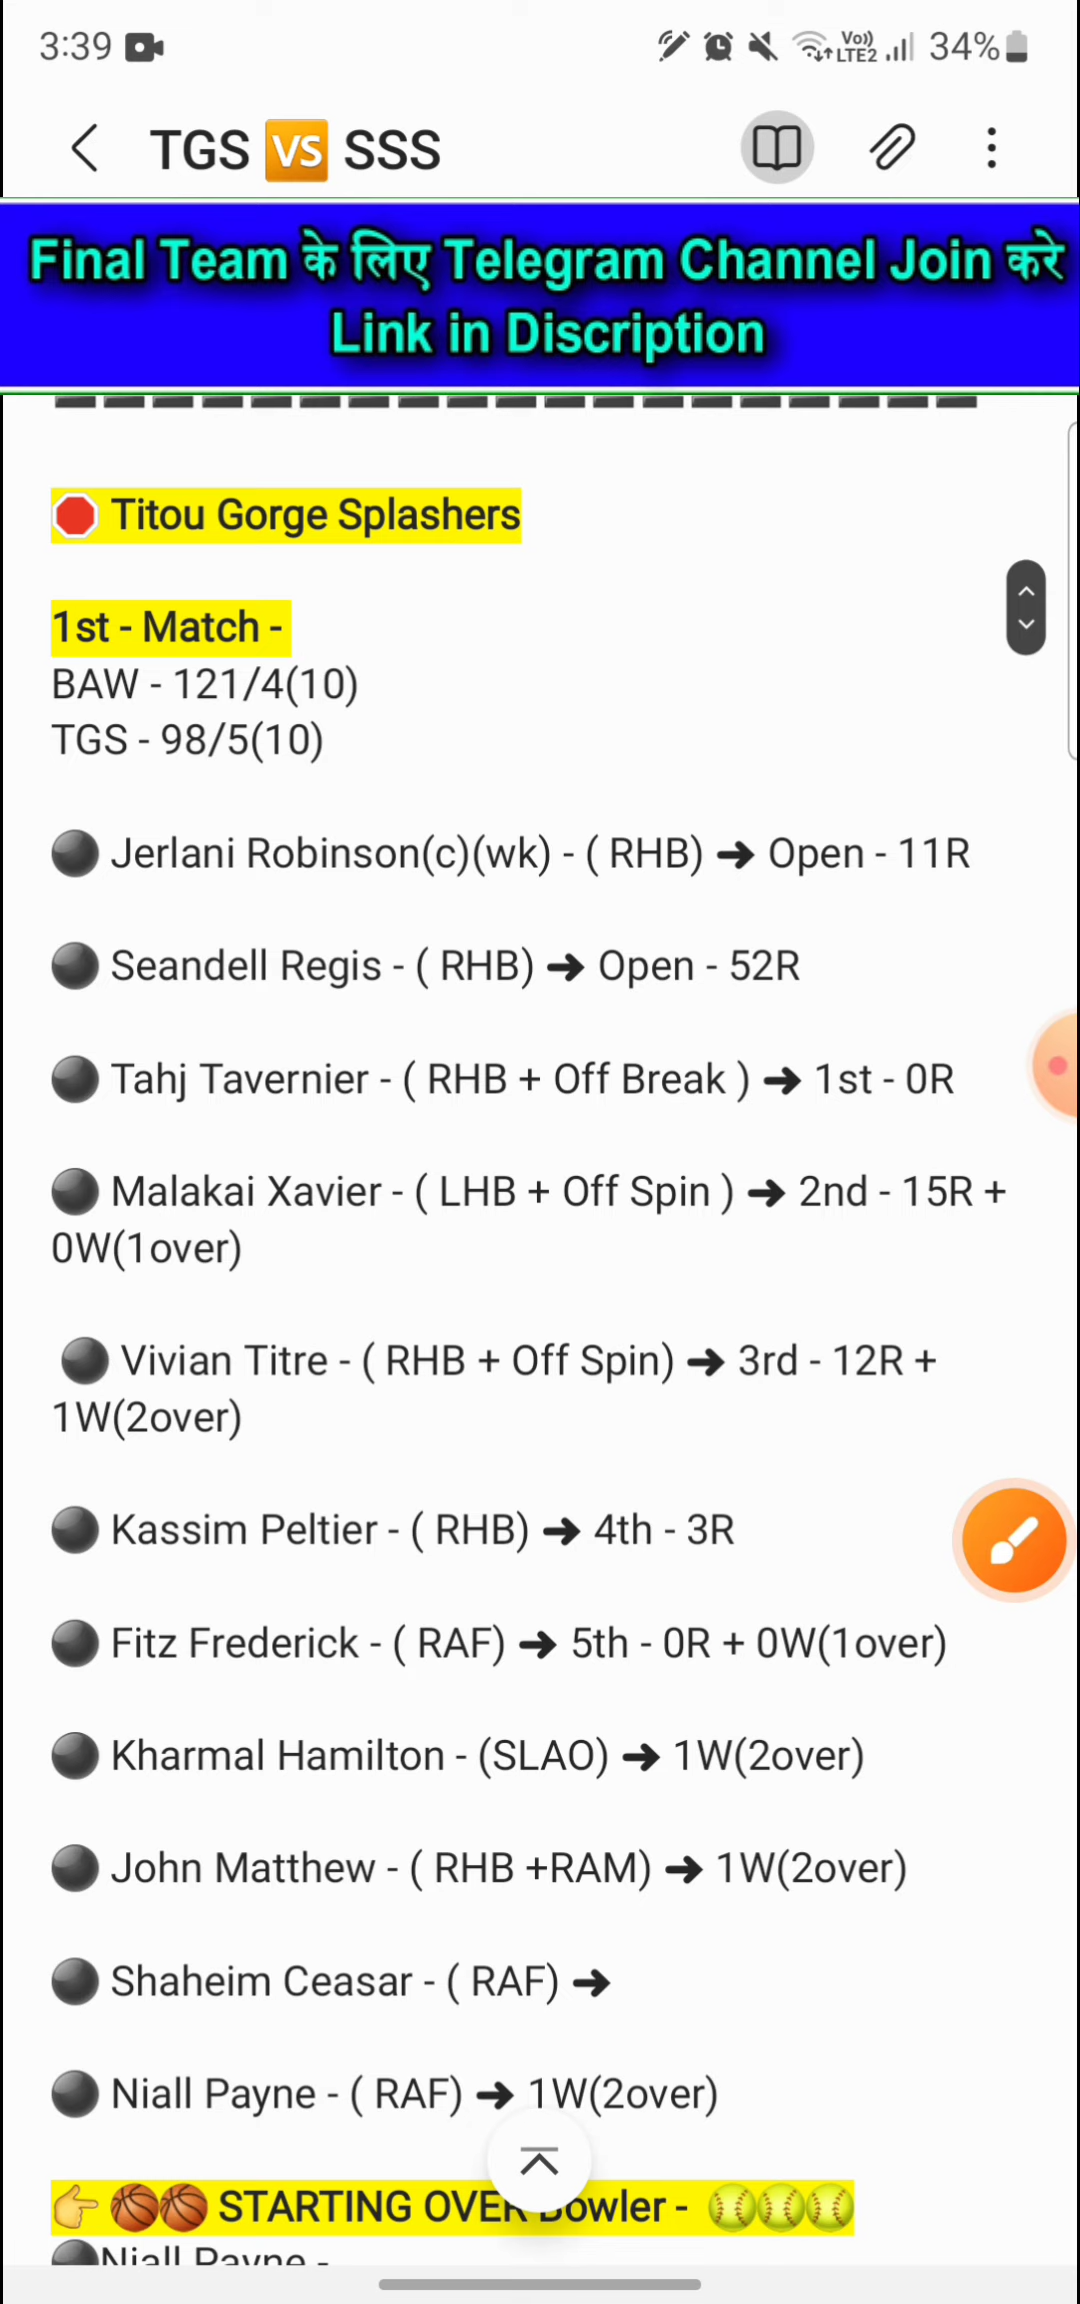 3:39 Vo)) LTE2 34%
TGS VS SSS
Final Team के लिए Telegram Channel Join करे
Link in Discription
Titou Gorge Splashers
1st - Match -
BAW - 121/4(10)
TGS - 98/5(10)
Jerlani Robinson(c)(wk) - ( RHB) ➔ Open - 11R
Seandell Regis - ( RHB) ➔ Open - 52R
Tahj Tavernier - ( RHB + Off Break ) ➔ 1st - 0R
Malakai Xavier - ( LHB + Off Spin ) ➔ 2nd - 15R +
0W(1over)
Vivian Titre - ( RHB + Off Spin) ➔ 3rd - 12R +
1W(2over)
Kassim Peltier - ( RHB) ➔ 4th - 3R
Fitz Frederick - ( RAF) ➔ 5th - 0R + 0W(1over)
Kharmal Hamilton - (SLAO) ➔ 1W(2over)
John Matthew - ( RHB +RAM) ➔ 1W(2over)
Shaheim Ceasar - ( RAF) ➔
Niall Payne - ( RAF) ➔ 1W(2over)
STARTING OVER Bowler -
Niall Payne -